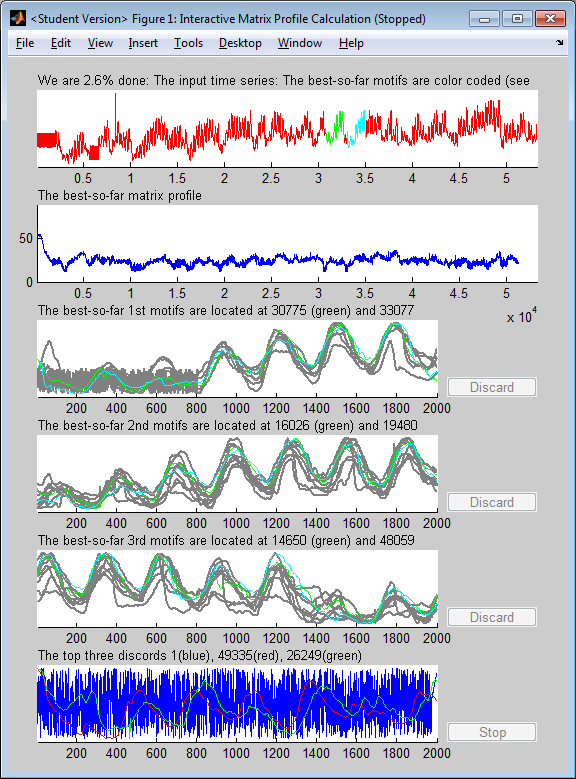 <Student Version> Figure 1: Interactive Matrix Profile Calculation (Stopped)
File Edit View Insert Tools Desktop Window Help
We are 2.6% done: The input time series: The best-so-far motifs are color coded (see
0.5 1 1.5 2 2.5 3 3.5 4 4.5 5
The best-so-far matrix profile
50
0
0.5 1 1.5 2 2.5 3 3.5 4 4.5 5
x 10^4
The best-so-far 1st motifs are located at 30775 (green) and 33077
Discard
200 400 600 800 1000 1200 1400 1600 1800 2000
The best-so-far 2nd motifs are located at 16026 (green) and 19480
Discard
200 400 600 800 1000 1200 1400 1600 1800 2000
The best-so-far 3rd motifs are located at 14650 (green) and 48059
Discard
200 400 600 800 1000 1200 1400 1600 1800 2000
The top three discords 1(blue), 49335(red), 26249(green)
Stop
200 400 600 800 1000 1200 1400 1600 1800 2000